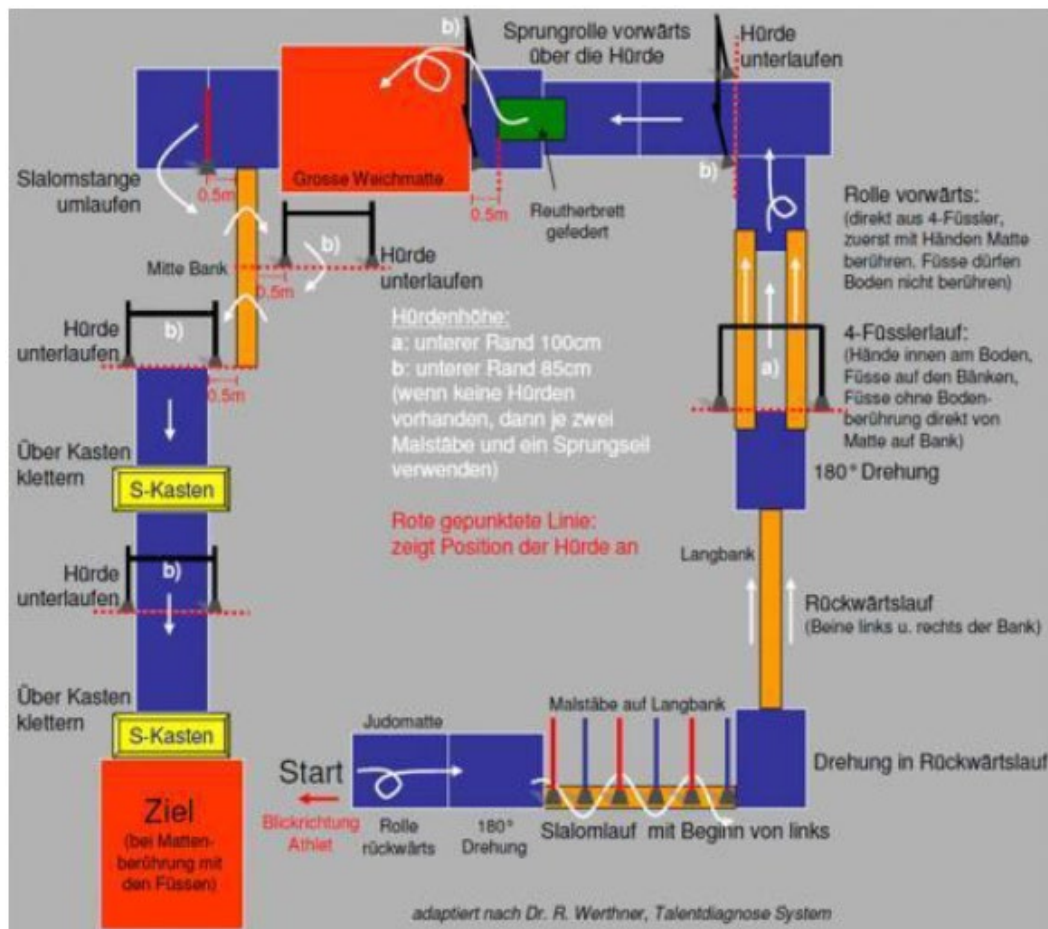 Sprungrolle vorwärts
über die Hürde
Hürde
unterlaufen
b)
b)
Slalomstange
umlaufen
0.5m
Grosse Weichmatte
0.5m
Reutherbrett
gefedert
Rolle vorwärts:
(direkt aus 4-Füssler,
zuerst mit Händen Matte
berühren. Füsse dürfen
Boden nicht berühren)
Mitte Bank
0.5m
b)
Hürde
unterlaufen
Hürde
unterlaufen
b)
0.5m
Hürdenhöhe:
a: unterer Rand 100cm
b: unterer Rand 85cm
(wenn keine Hürden
vorhanden, dann je zwei
Malstäbe und ein Sprungseil
verwenden)
a)
4-Füsslerlauf:
(Hände innen am Boden,
Füsse auf den Bänken,
Füsse ohne Boden-
berührung direkt von
Matte auf Bank)
180° Drehung
Über Kasten
klettern
S-Kasten
Rote gepunktete Linie:
zeigt Position der Hürde an
Langbank
Hürde
unterlaufen
b)
Rückwärtslauf
(Beine links u. rechts der Bank)
Über Kasten
klettern
S-Kasten
Judomatte
Malstäbe auf Langbank
Drehung in Rückwärtslauf
Start
Blickrichtung
Athlet
Rolle
rückwärts
180°
Drehung
Slalomlauf mit Beginn von links
Ziel
(bei Matten-
berührung mit
den Füssen)
adaptiert nach Dr. R. Werthner, Talentdiagnose System